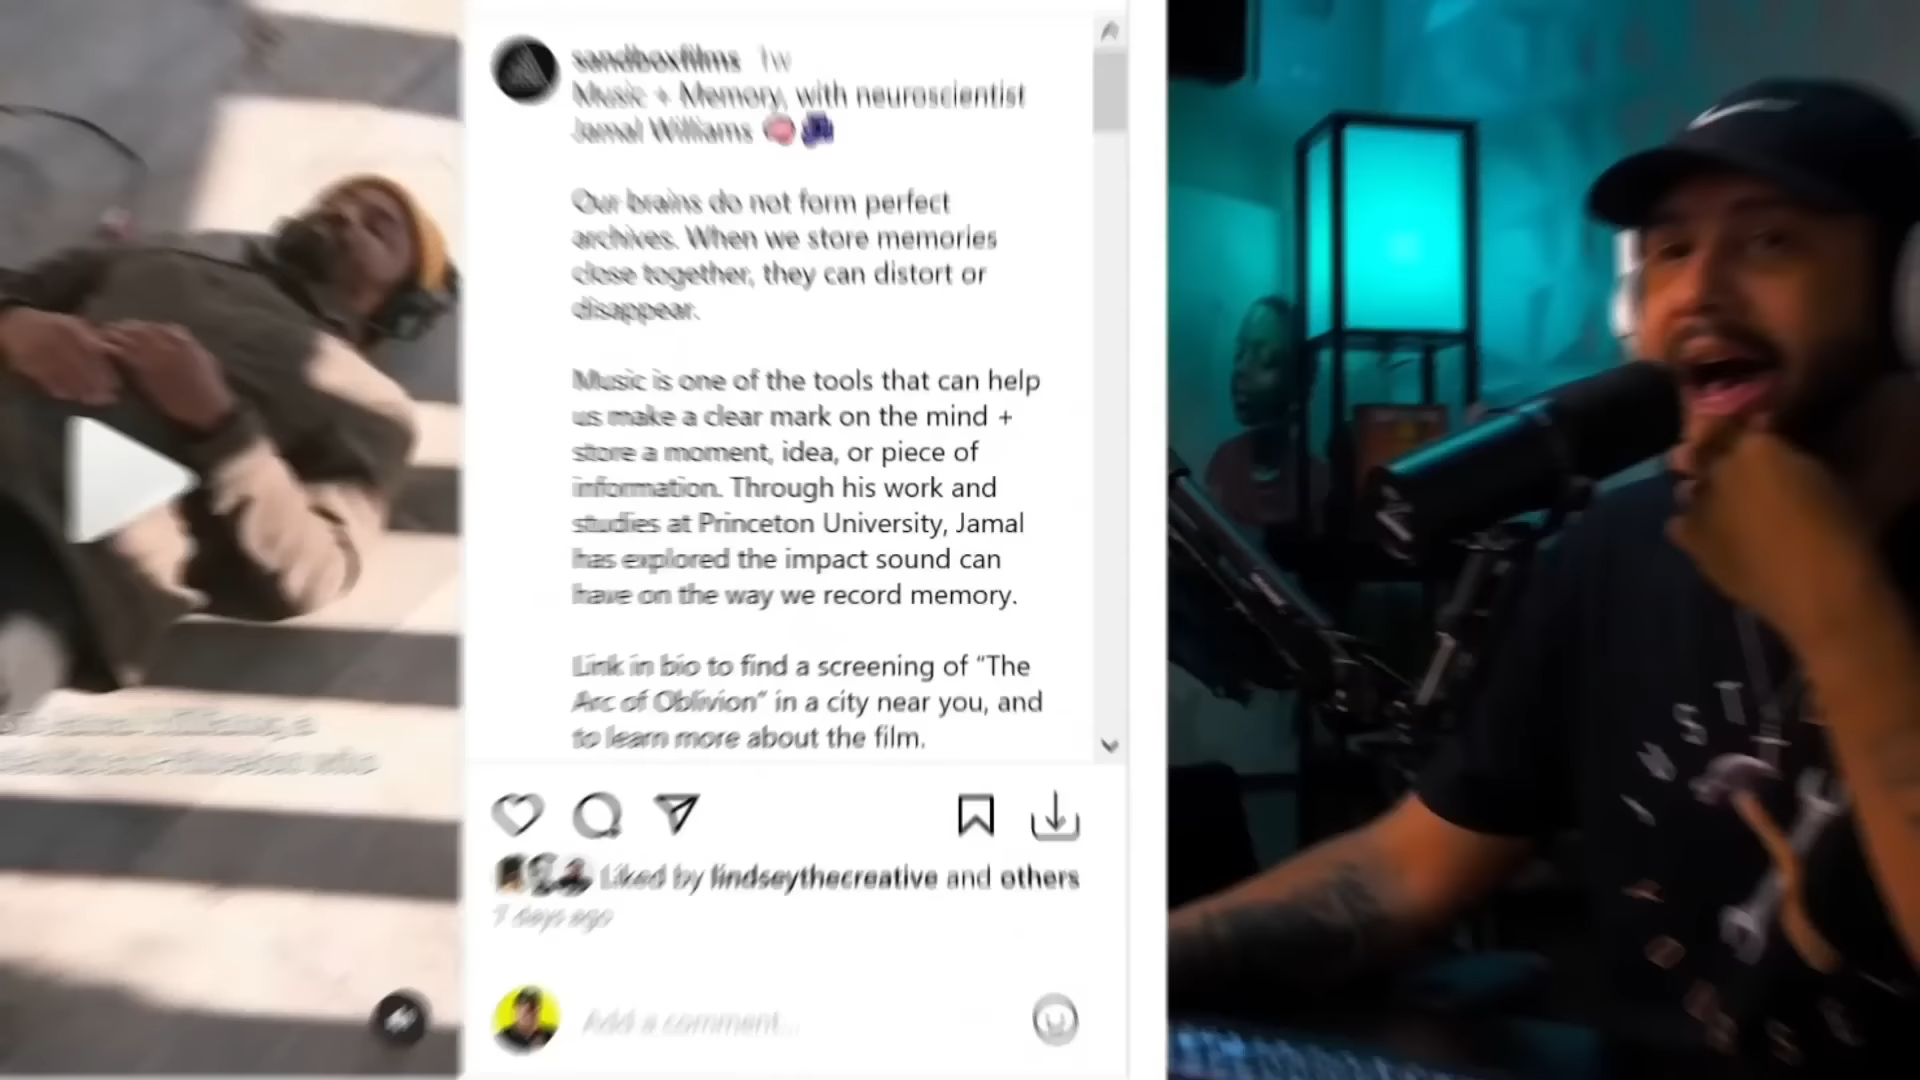 sandboxfilms 1w
Music + Memory, with neuroscientist
Jamal Williams 🧠🎶
Our brains do not form perfect
archives. When we store memories
close together, they can distort or
disappear.
Music is one of the tools that can help
us make a clear mark on the mind +
store a moment, idea, or piece of
information. Through his work and
studies at Princeton University, Jamal
has explored the impact sound can
have on the way we record memory.
Link in bio to find a screening of “The
Arc of Oblivion” in a city near you, and
to learn more about the film.
Liked by lindseythecreative and others
7 days ago
Add a comment...